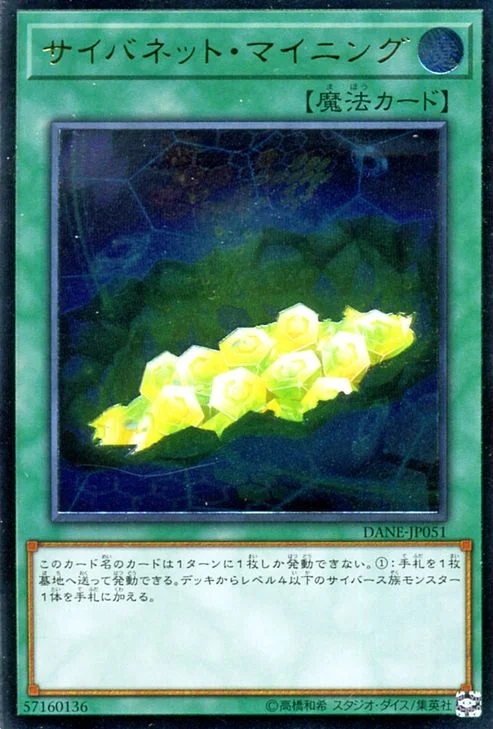 サイバネット・マイニング
【魔法カード】
DANE-JP051
このカード名のカードは1ターンに1枚しか発動できない。①:手札を1枚
墓地へ送って発動できる。デッキからレベル4以下のサイバース族モンスター
1体を手札に加える。
57160136
©高橋和希 スタジオ・ダイス/集英社